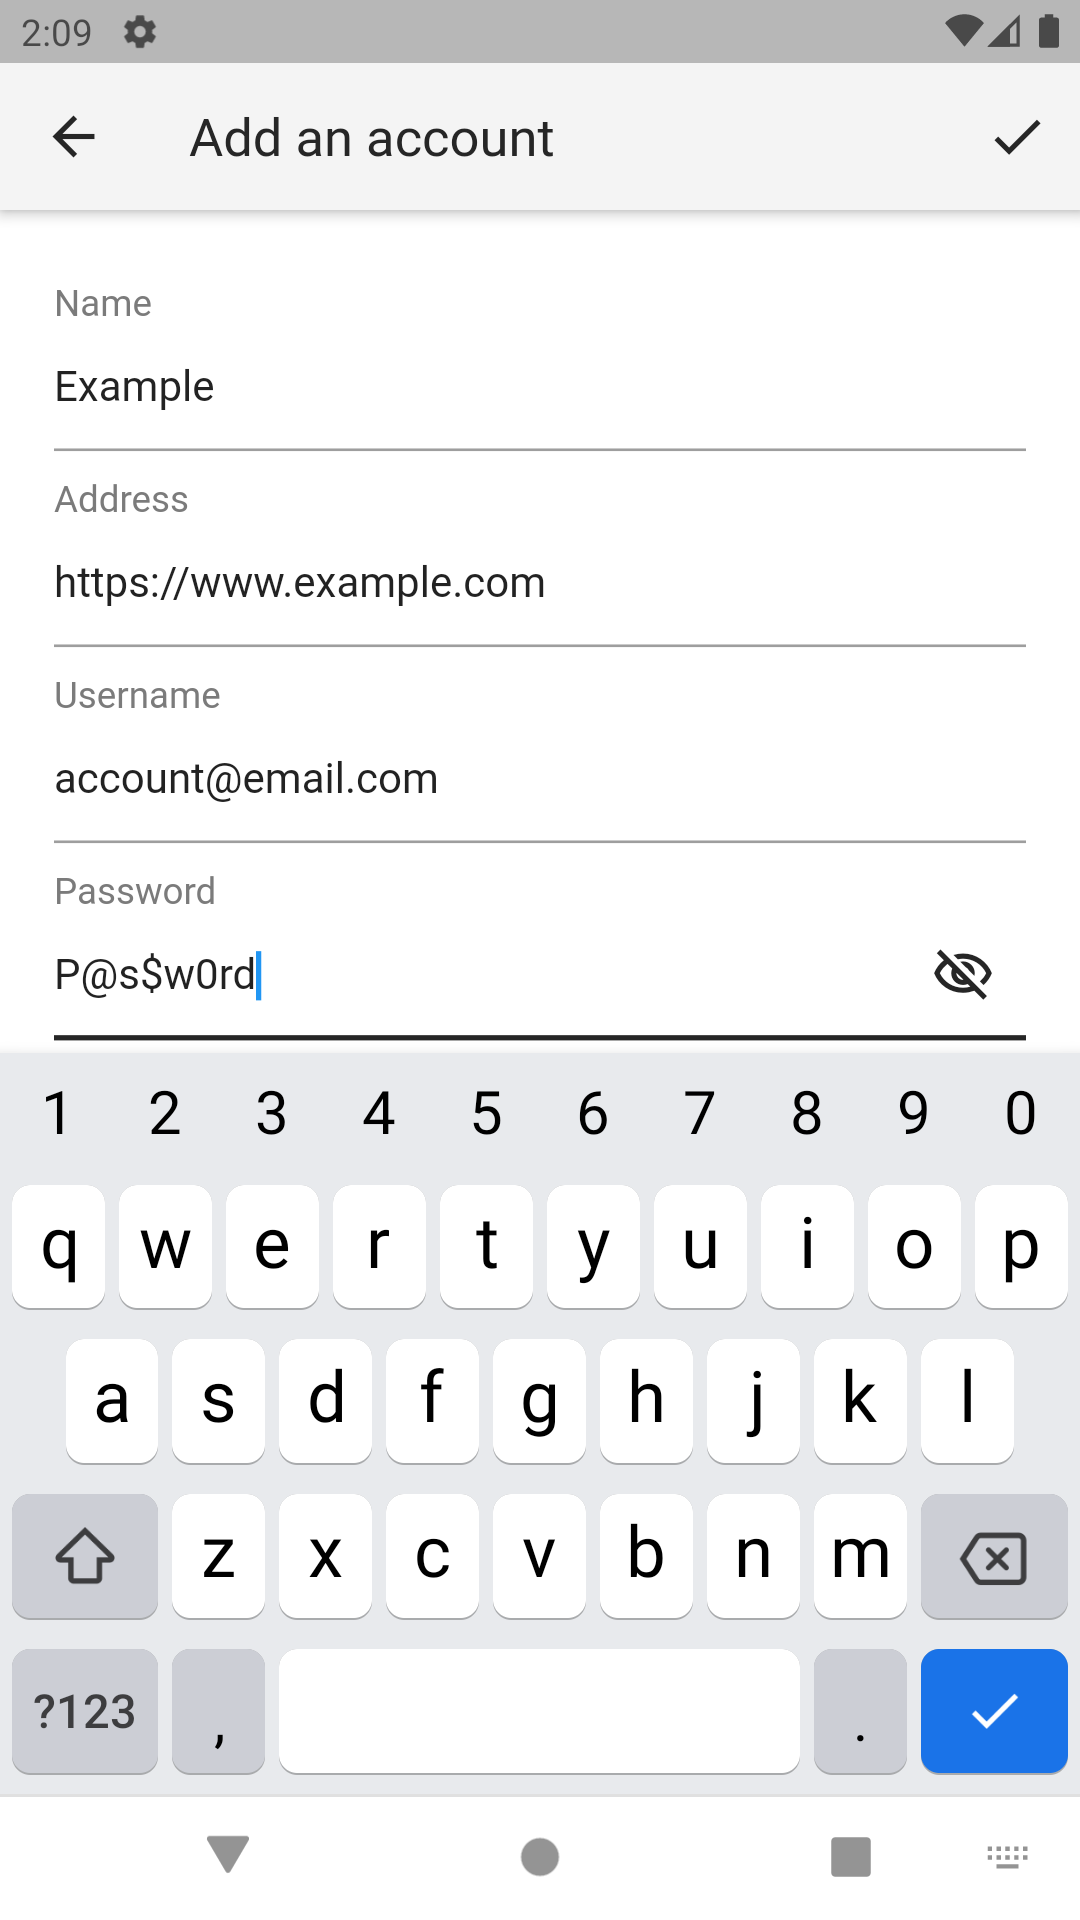 2:09
Add an account
Name
Example
Address
https://www.example.com
Username
account@email.com
Password
P@s$w0rd
1 2 3 4 5 6 7 8 9 0
q w e r t y u i o p
a s d f g h j k l
z x c v b n m
?123 , .